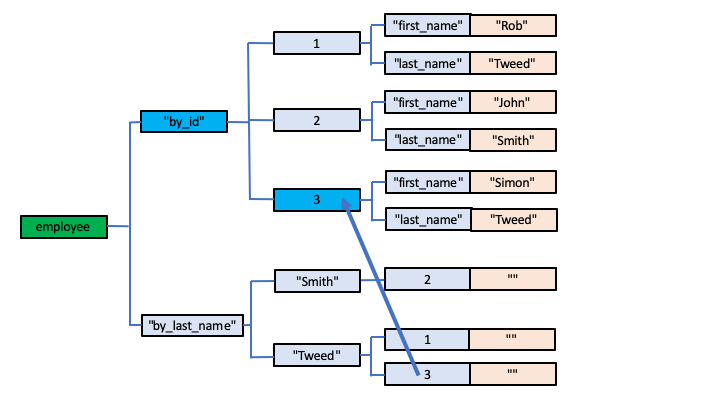 "first_name" "Rob"
1
"last_name" "Tweed"
"first_name" "John"
"by_id" 2
"last_name" "Smith"
"first_name" "Simon"
3
"last_name" "Tweed"
employee
"Smith" 2 ""
"by_last_name"
1 ""
"Tweed"
3 ""